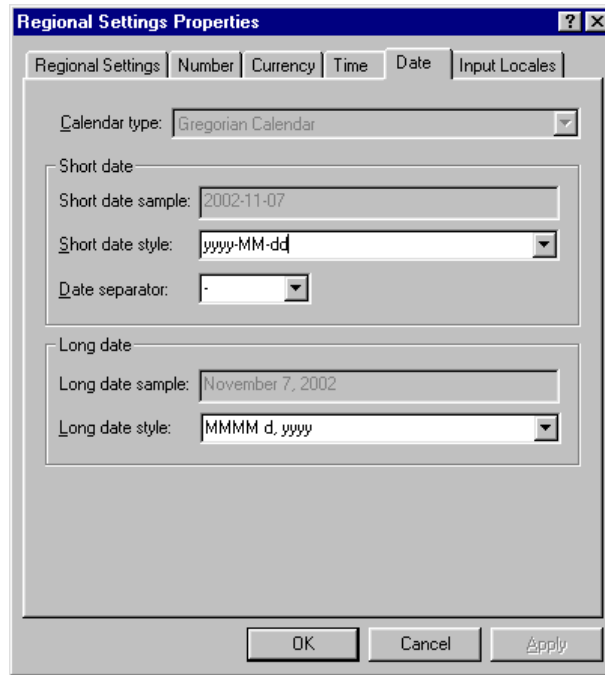 Regional Settings Properties
Regional Settings Number Currency Time Date Input Locales
Calendar type: Gregorian Calendar
Short date
Short date sample: 2002-11-07
Short date style: yyyy-MM-dd
Date separator: -
Long date
Long date sample: November 7, 2002
Long date style: MMMM d, yyyy
OK Cancel Apply